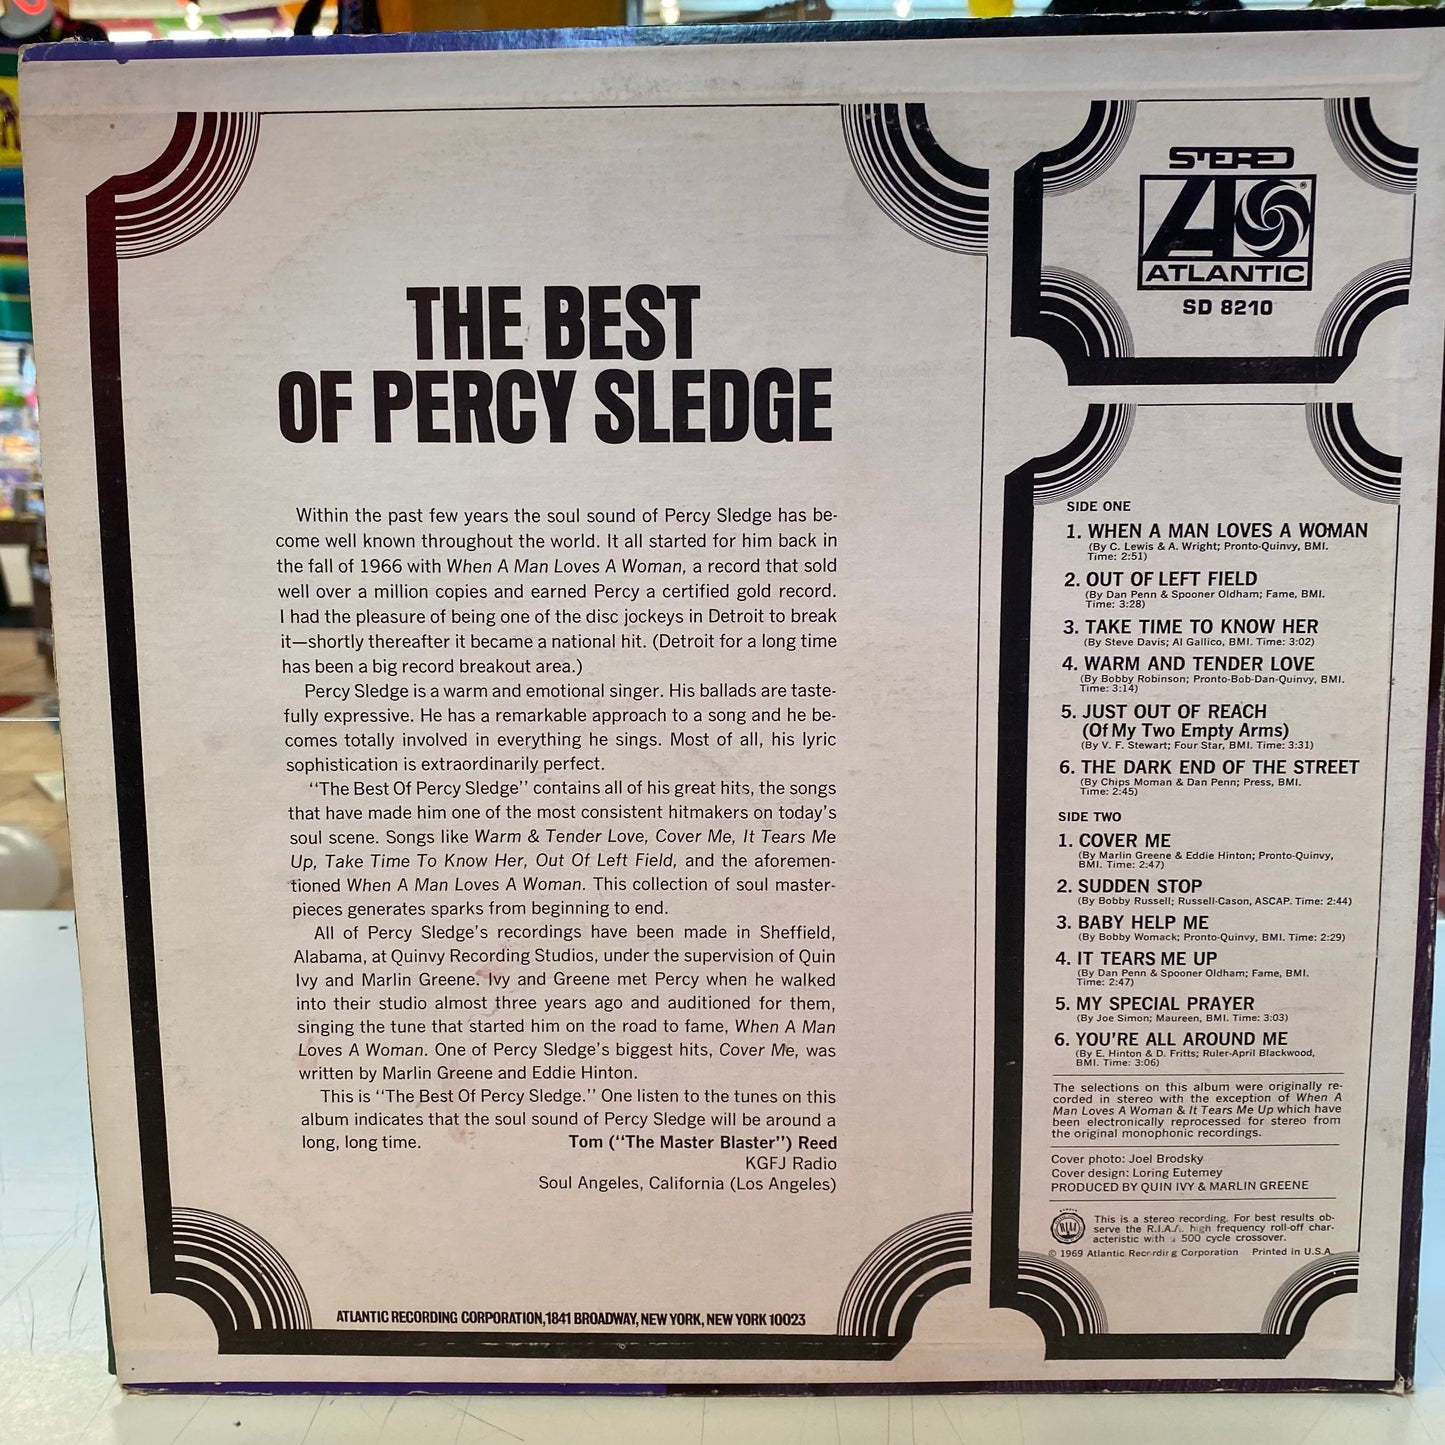 THE BEST
OF PERCY SLEDGE
Within the past few years the soul sound of Percy Sledge has be-
come well known throughout the world. It all started for him back in
the fall of 1966 with When A Man Loves A Woman, a record that sold
well over a million copies and earned Percy a certified gold record.
I had the pleasure of being one of the disc jockeys in Detroit to break
it—shortly thereafter it became a national hit. (Detroit for a long time
has been a big record breakout area.)
Percy Sledge is a warm and emotional singer. His ballads are taste-
fully expressive. He has a remarkable approach to a song and he be-
comes totally involved in everything he sings. Most of all, his lyric
sophistication is extraordinarily perfect.
"The Best Of Percy Sledge" contains all of his great hits, the songs
that have made him one of the most consistent hitmakers on today's
soul scene. Songs like Warm & Tender Love, Cover Me, It Tears Me
Up, Take Time To Know Her, Out Of Left Field, and the aforemen-
tioned When A Man Loves A Woman. This collection of soul master-
pieces generates sparks from beginning to end.
All of Percy Sledge's recordings have been made in Sheffield,
Alabama, at Quinvy Recording Studios, under the supervision of Quin
Ivy and Marlin Greene. Ivy and Greene met Percy when he walked
into their studio almost three years ago and auditioned for them,
singing the tune that started him on the road to fame, When A Man
Loves A Woman. One of Percy Sledge's biggest hits, Cover Me, was
written by Marlin Greene and Eddie Hinton.
This is "The Best Of Percy Sledge." One listen to the tunes on this
album indicates that the soul sound of Percy Sledge will be around a
long, long time. Tom ("The Master Blaster") Reed
KGFJ Radio
Soul Angeles, California (Los Angeles)
ATLANTIC RECORDING CORPORATION, 1841 BROADWAY, NEW YORK, NEW YORK 10023
STEREO
A ®
ATLANTIC
SD 8210
SIDE ONE
1. WHEN A MAN LOVES A WOMAN
(By C. Lewis & A. Wright; Pronto-Quinvy, BMI.
Time: 2:51)
2. OUT OF LEFT FIELD
(By Dan Penn & Spooner Oldham; Fame, BMI.
Time: 3:28)
3. TAKE TIME TO KNOW HER
(By Steve Davis; Al Gallico, BMI. Time: 3:02)
4. WARM AND TENDER LOVE
(By Bobby Robinson; Pronto-Bob-Dan-Quinvy, BMI.
Time: 3:14)
5. JUST OUT OF REACH
(Of My Two Empty Arms)
(By V. F. Stewart; Four Star, BMI. Time: 3:31)
6. THE DARK END OF THE STREET
(By Chips Moman & Dan Penn; Press, BMI.
Time: 2:45)
SIDE TWO
1. COVER ME
(By Marlin Greene & Eddie Hinton; Pronto-Quinvy,
BMI. Time: 2:47)
2. SUDDEN STOP
(By Bobby Russell; Russell-Cason, ASCAP. Time: 2:44)
3. BABY HELP ME
(By Bobby Womack; Pronto-Quinvy, BMI. Time: 2:29)
4. IT TEARS ME UP
(By Dan Penn & Spooner Oldham; Fame, BMI.
Time: 2:47)
5. MY SPECIAL PRAYER
(By Joe Simon; Maureen, BMI. Time: 3:03)
6. YOU'RE ALL AROUND ME
(By E. Hinton & D. Fritts; Ruler-April Blackwood,
BMI. Time: 3:06)
The selections on this album were originally re-
corded in stereo with the exception of When A
Man Loves A Woman & It Tears Me Up which have
been electronically reprocessed for stereo from
the original monophonic recordings.
Cover photo: Joel Brodsky
Cover design: Loring Eutemey
PRODUCED BY QUIN IVY & MARLIN GREENE
This is a stereo recording. For best results ob-
serve the R.I.A.A. high frequency roll-off char-
acteristic with a 500 cycle crossover.
© 1969 Atlantic Recording Corporation Printed in U.S.A.